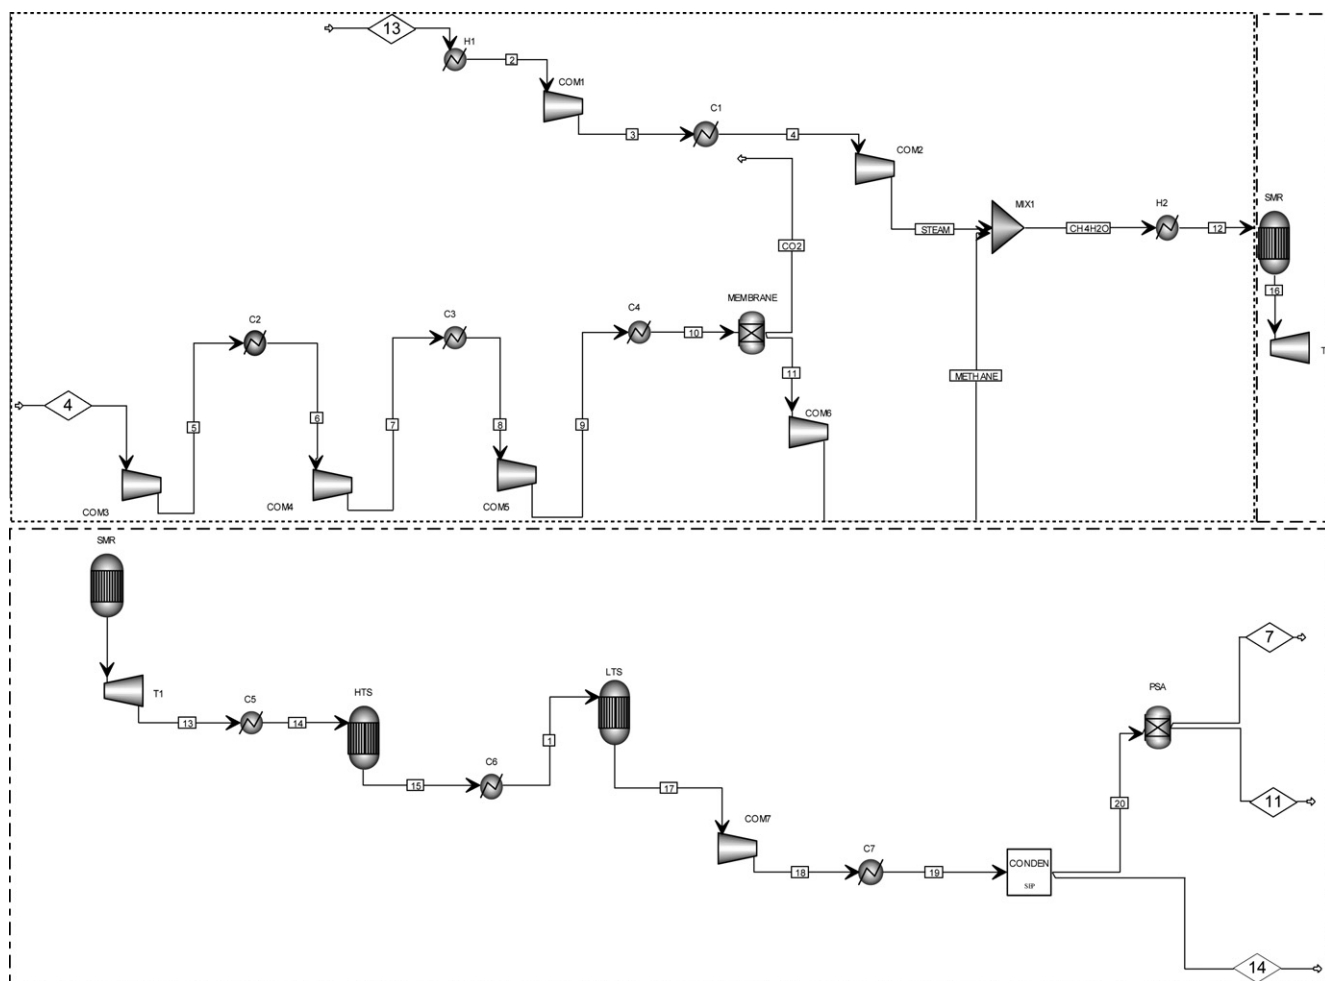 13
H1
2
COM1
3
C1
4
COM2
STEAM
MIX1
CH4H2O
H2
12
SMR
16
T
CO2
MEMBRANE
C4
10
11
COM6
METHANE
C2
C3
4
5
6
7
8
9
COM3
COM4
COM5
SMR
T1
13
C5
14
HTS
15
C6
1
LTS
17
COM7
18
C7
19
CONDEN
SEP
20
PSA
7
11
14